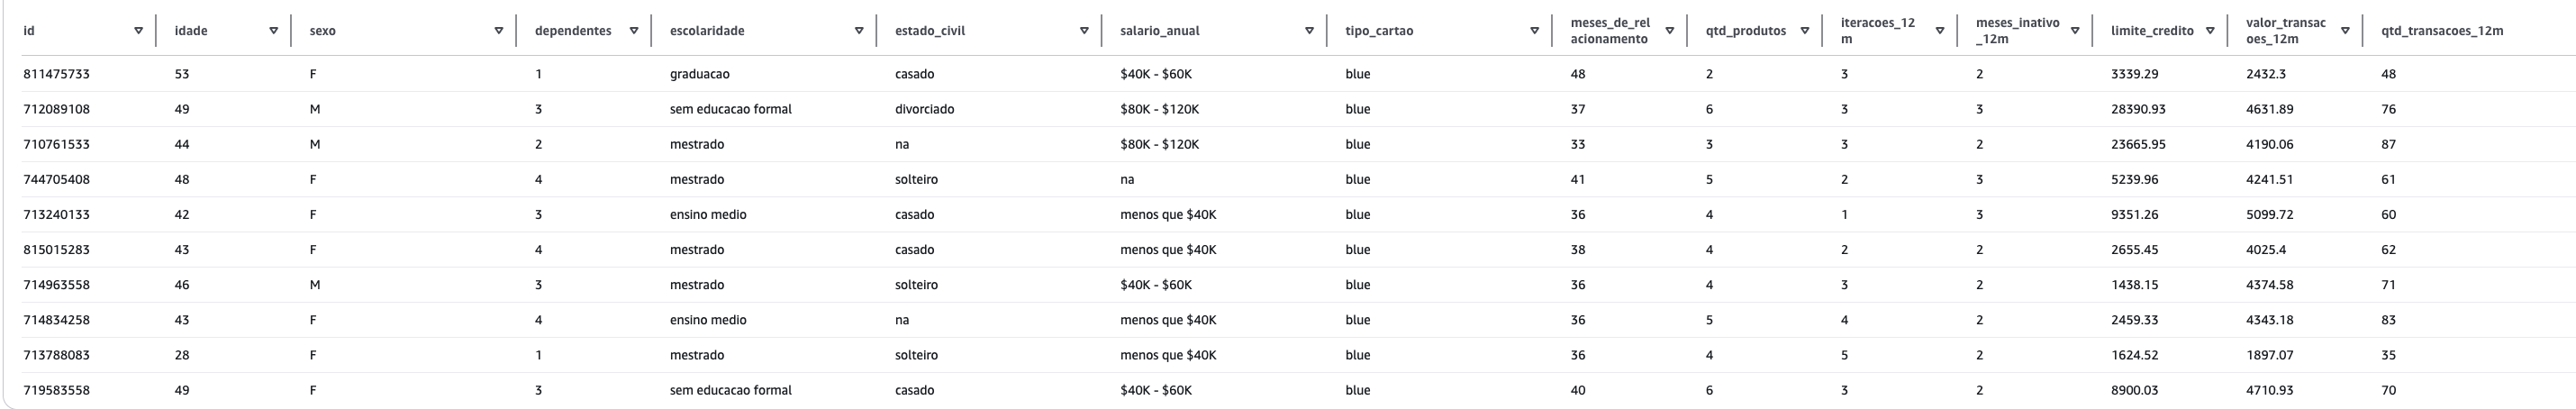 id idade sexo dependentes escolaridade estado_civil salario_anual tipo_cartao meses_de_rel acionamento qtd_produtos iteracoes_12 m meses_inativo _12m limite_credito valor_transac oes_12m qtd_transacoes_12m
811475733 53 F 1 graduacao casado $40K - $60K blue 48 2 3 2 3339.29 2432.3 48
712089108 49 M 3 sem educacao formal divorciado $80K - $120K blue 37 6 3 3 28390.93 4631.89 76
710761533 44 M 2 mestrado na $80K - $120K blue 33 3 3 2 23665.95 4190.06 87
744705408 48 F 4 mestrado solteiro na blue 41 5 2 3 5239.96 4241.51 61
713240133 42 F 3 ensino medio casado menos que $40K blue 36 4 1 3 9351.26 5099.72 60
815015283 43 F 4 mestrado casado menos que $40K blue 38 4 2 2 2655.45 4025.4 62
714963558 46 M 3 mestrado solteiro $40K - $60K blue 36 4 3 2 1438.15 4374.58 71
714834258 43 F 4 ensino medio na menos que $40K blue 36 5 4 2 2459.33 4343.18 83
713788083 28 F 1 mestrado solteiro menos que $40K blue 36 4 5 2 1624.52 1897.07 35
719583558 49 F 3 sem educacao formal casado $40K - $60K blue 40 6 3 2 8900.03 4710.93 70